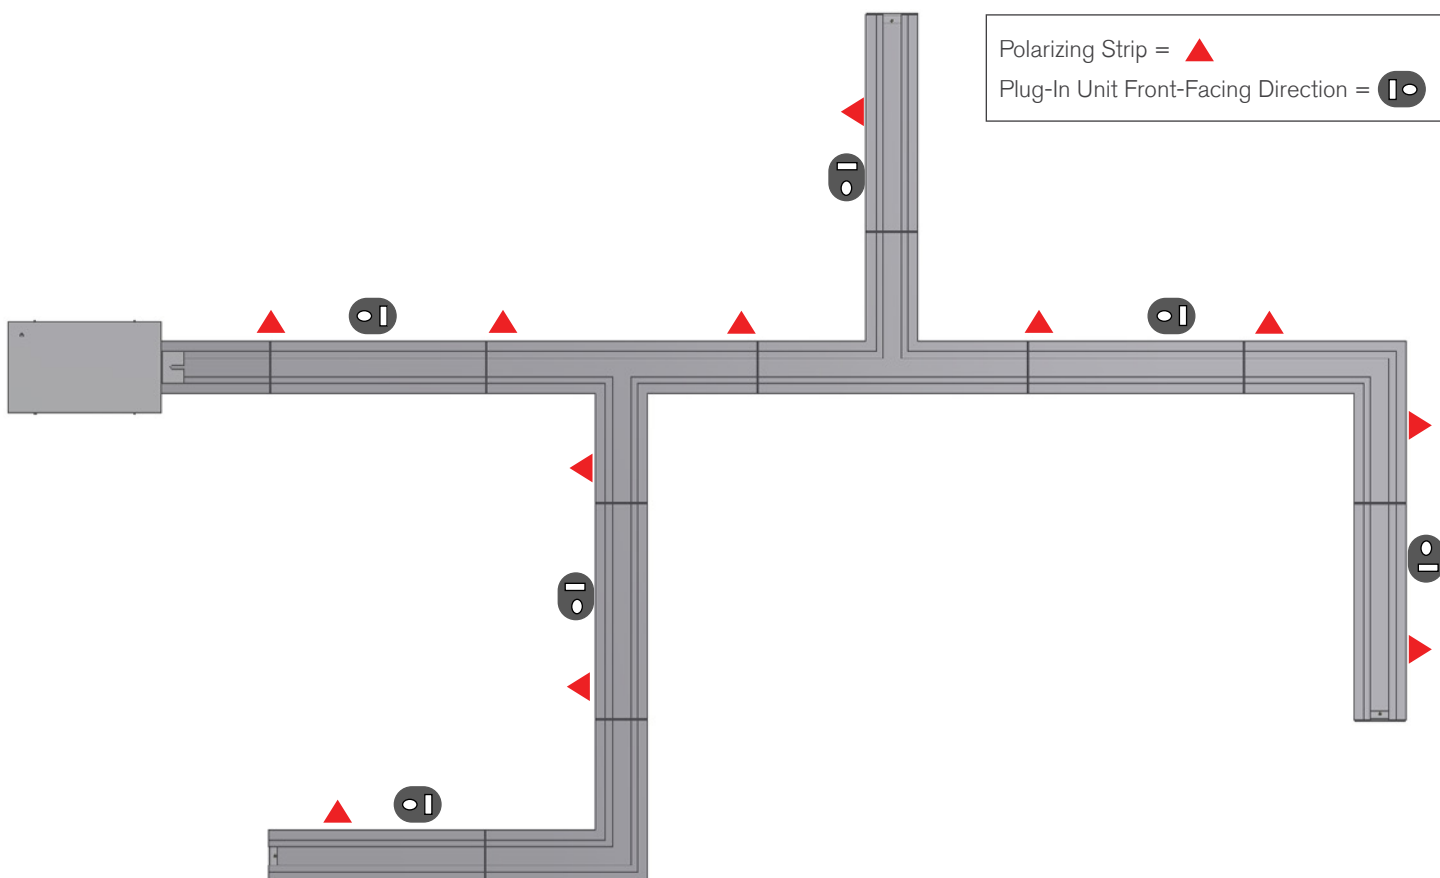 Polarizing Strip =
Plug-In Unit Front-Facing Direction =